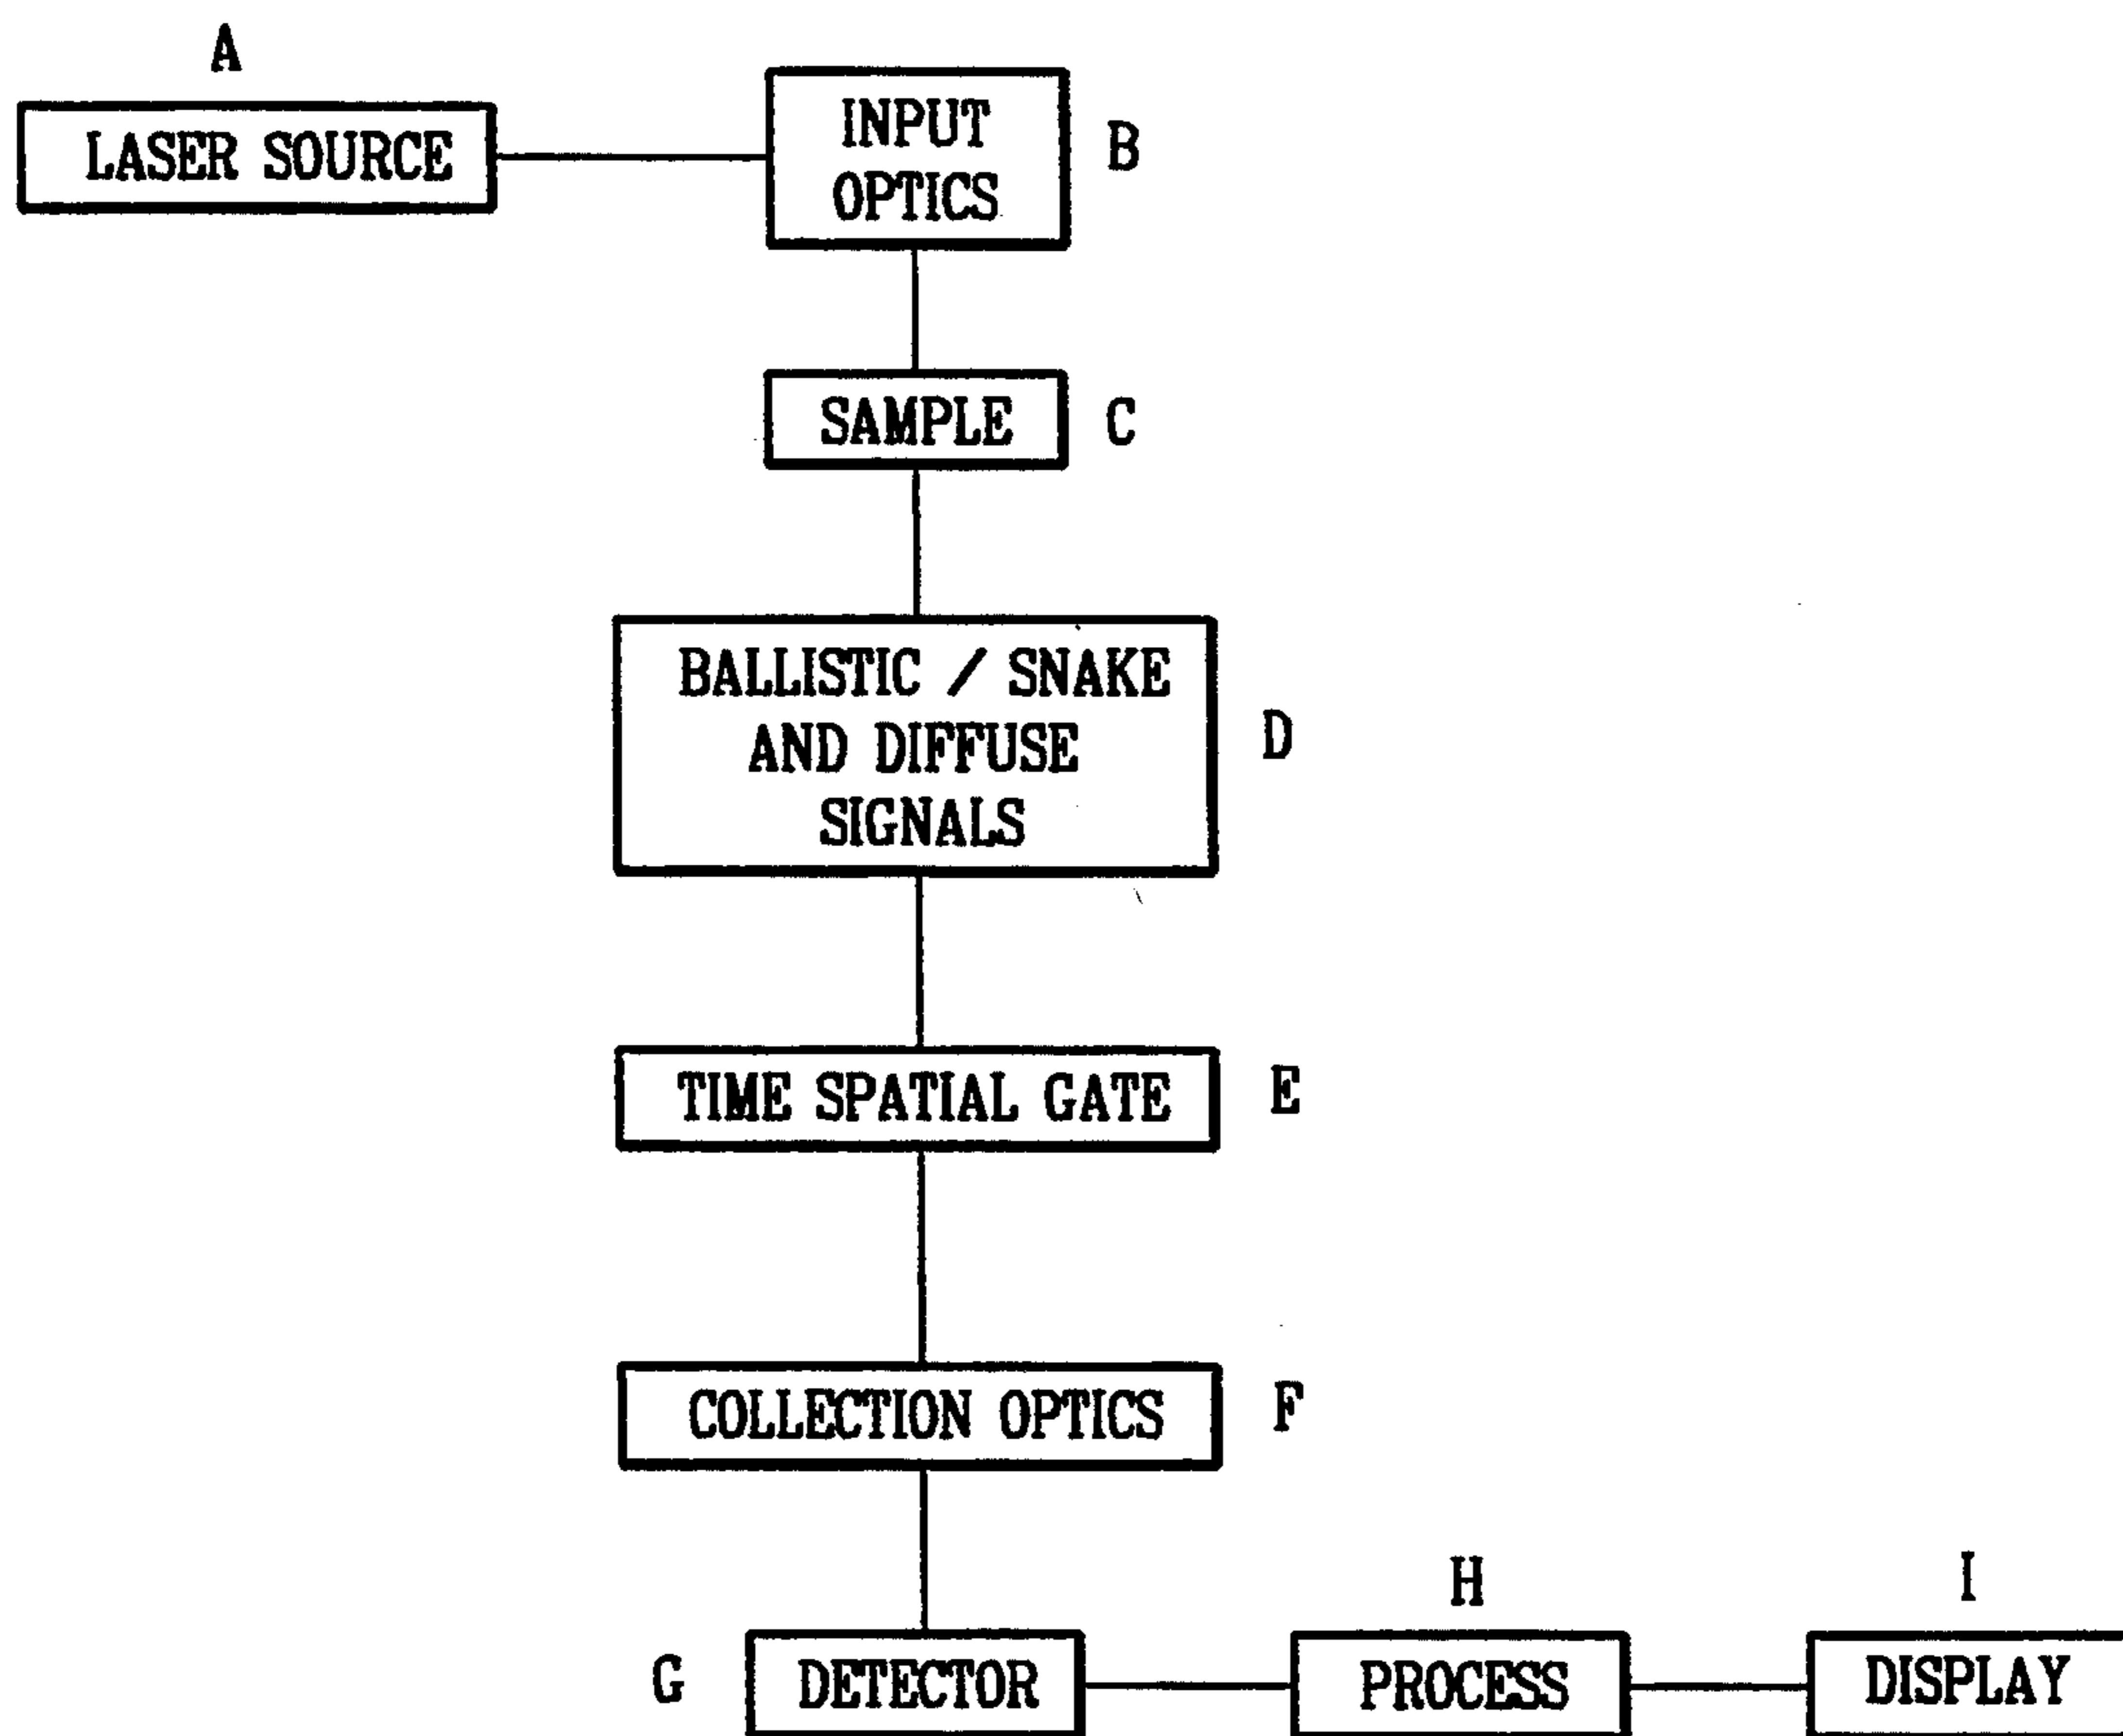 A
LASER SOURCE
INPUT
OPTICS
B
SAMPLE
C
BALLISTIC / SNAKE
AND DIFFUSE
SIGNALS
D
TIME SPATIAL GATE
E
COLLECTION OPTICS
F
G
DETECTOR
H
PROCESS
I
DISPLAY